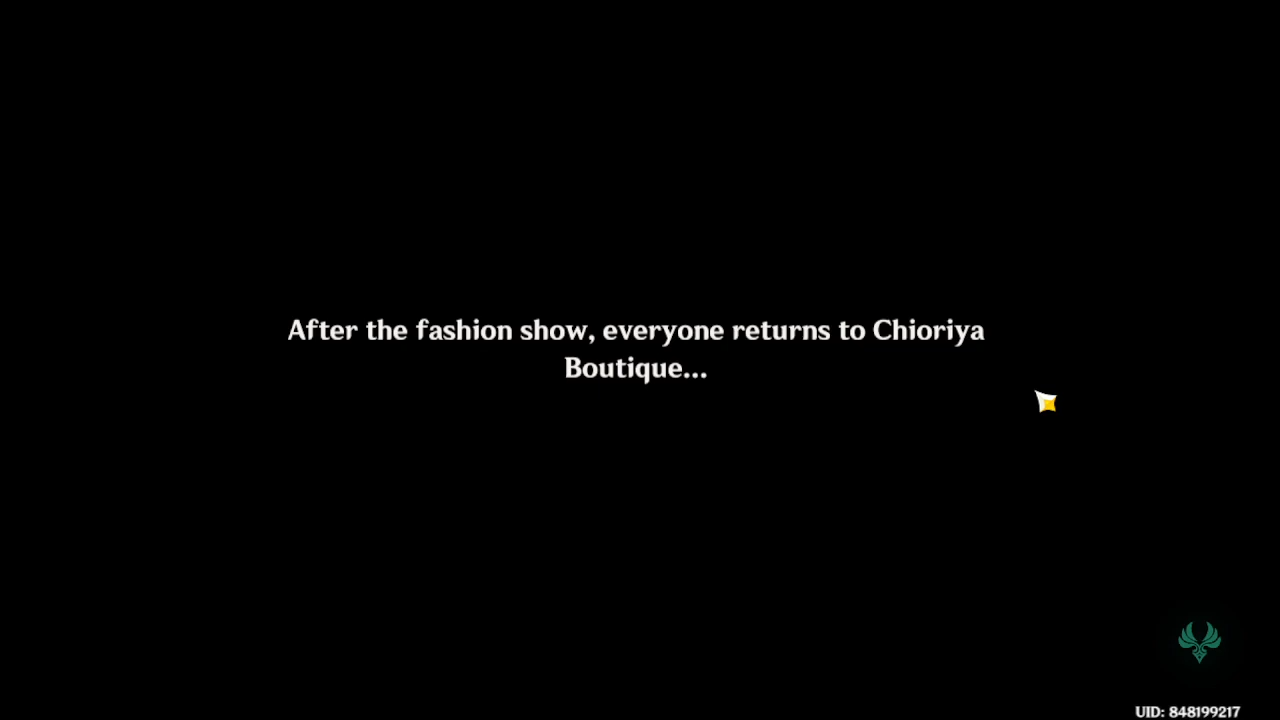 After the fashion show, everyone returns to Chioriya
Boutique...
UID: 848199217